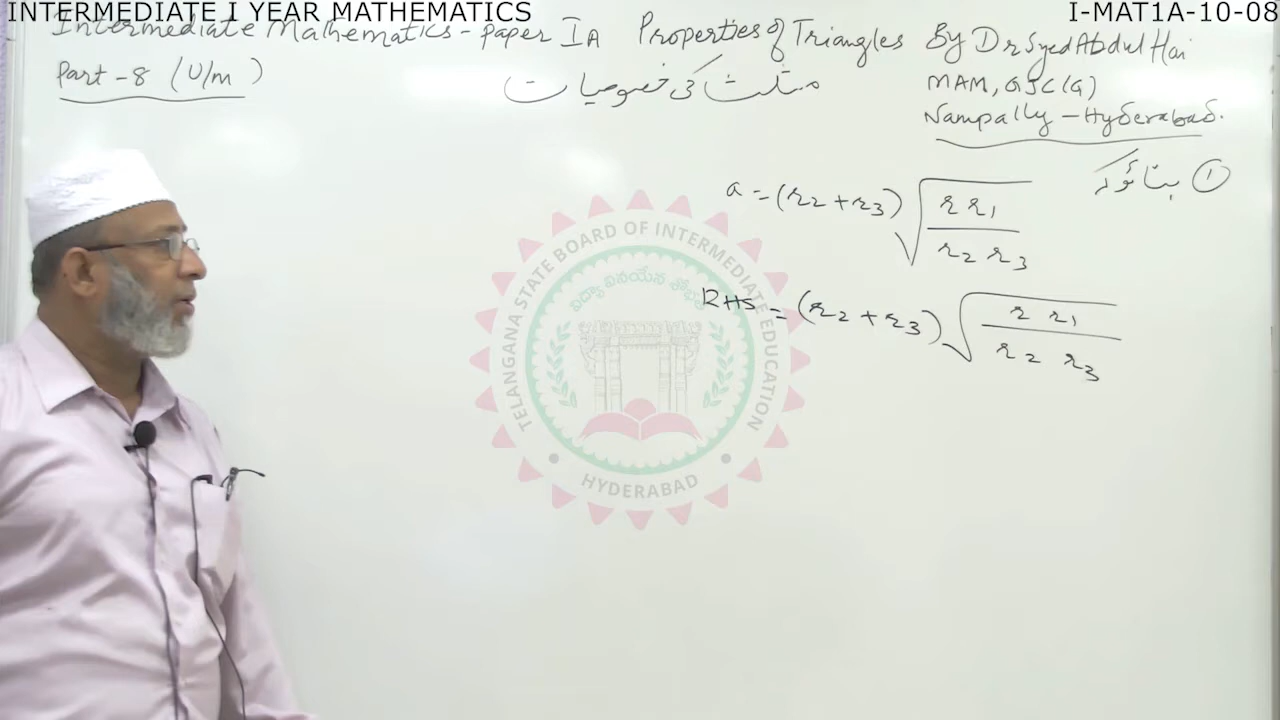 INTERMEDIATE I YEAR MATHEMATICS
I-MAT1A-10-08
Intermediate Mathematics - paper IA Properties of Triangles By Dr Syed Abdul Hai
Part - 8 (U/m)
مثلث کی خصوصیات
MAM, GJC(G)
Nampally - Hyderabad.
① بتاؤ کہ
a = (r2 + r3) √(r r1 / r2 r3)
RHS = (r2 + r3) √(r r1 / r2 r3)
TELANGANA STATE BOARD OF INTERMEDIATE EDUCATION
HYDERABAD